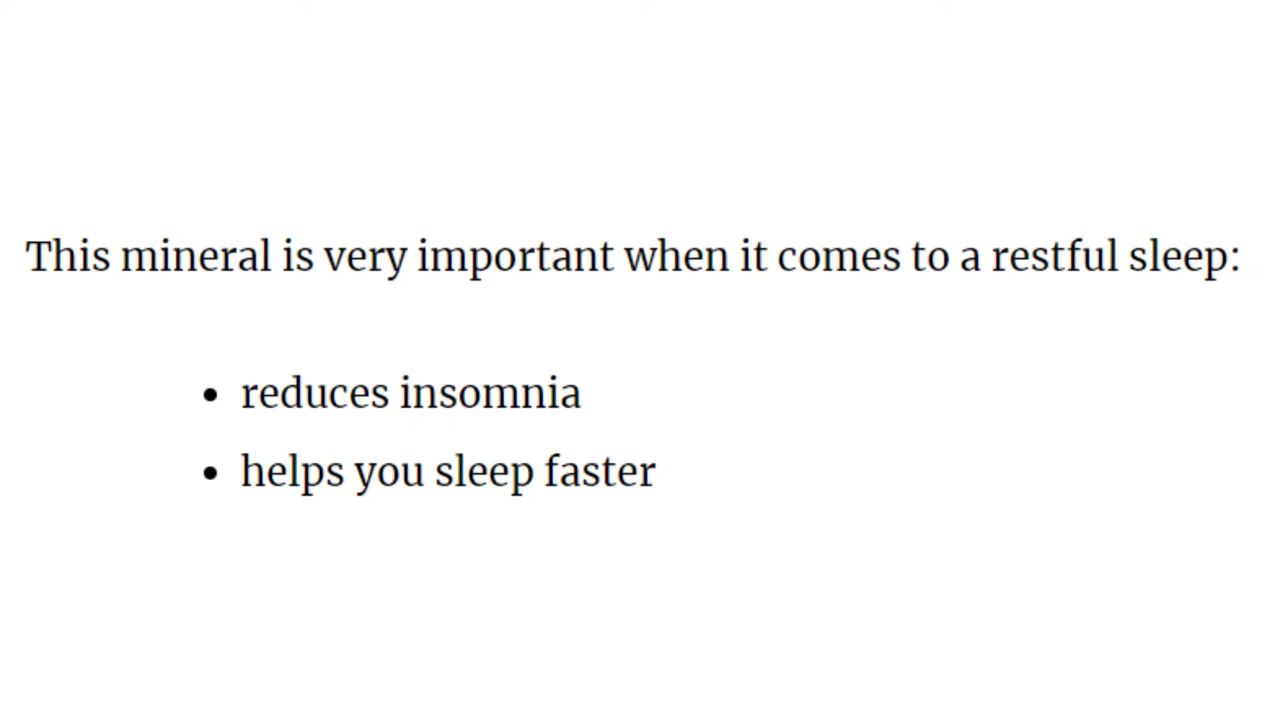 This mineral is very important when it comes to a restful sleep:
• reduces insomnia
• helps you sleep faster